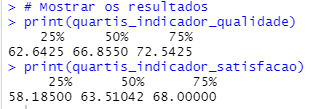 > # Mostrar os resultados
> print(quartis_indicador_qualidade)
25% 50% 75%
62.6425 66.8550 72.5425
> print(quartis_indicador_satisfacao)
25% 50% 75%
58.18500 63.51042 68.00000